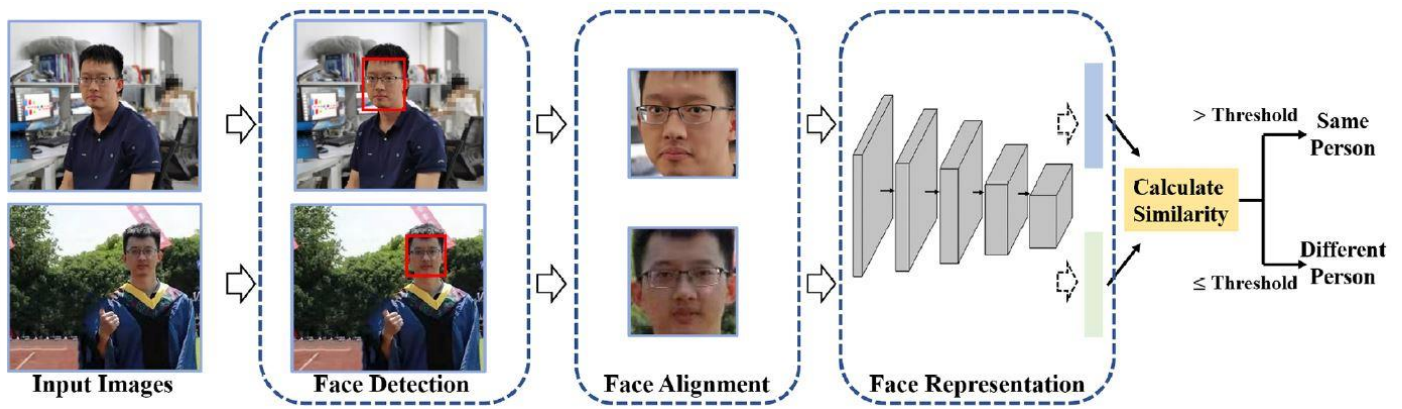 > Threshold
Same
Person
Calculate
Similarity
Different
Person
≤ Threshold
Input Images
Face Detection
Face Alignment
Face Representation